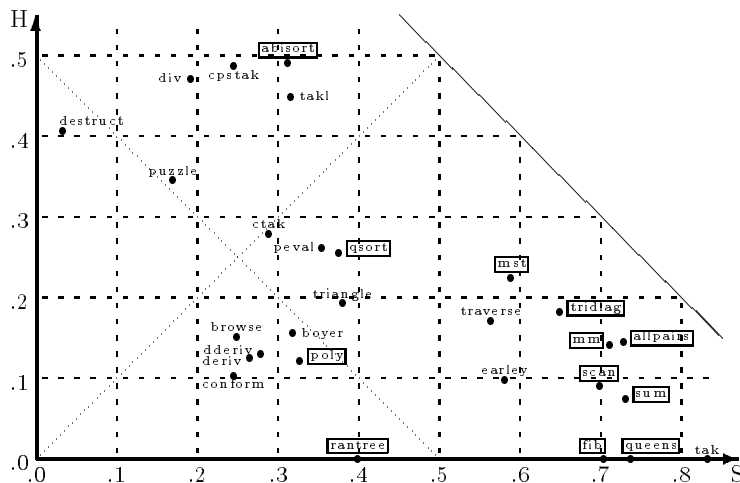 H
abisort
.5
cpstak
div
takl
destruct
.4
puzzle
.3
ctak
peval
qsort
mst
triangle
.2
traverse
tridiag
browse
boyer
mm
allpairs
dderiv
poly
deriv
earley
scan
.1
conform
sum
rantree
fib
queens
tak
.0
.0 .1 .2 .3 .4 .5 .6 .7 .8 S